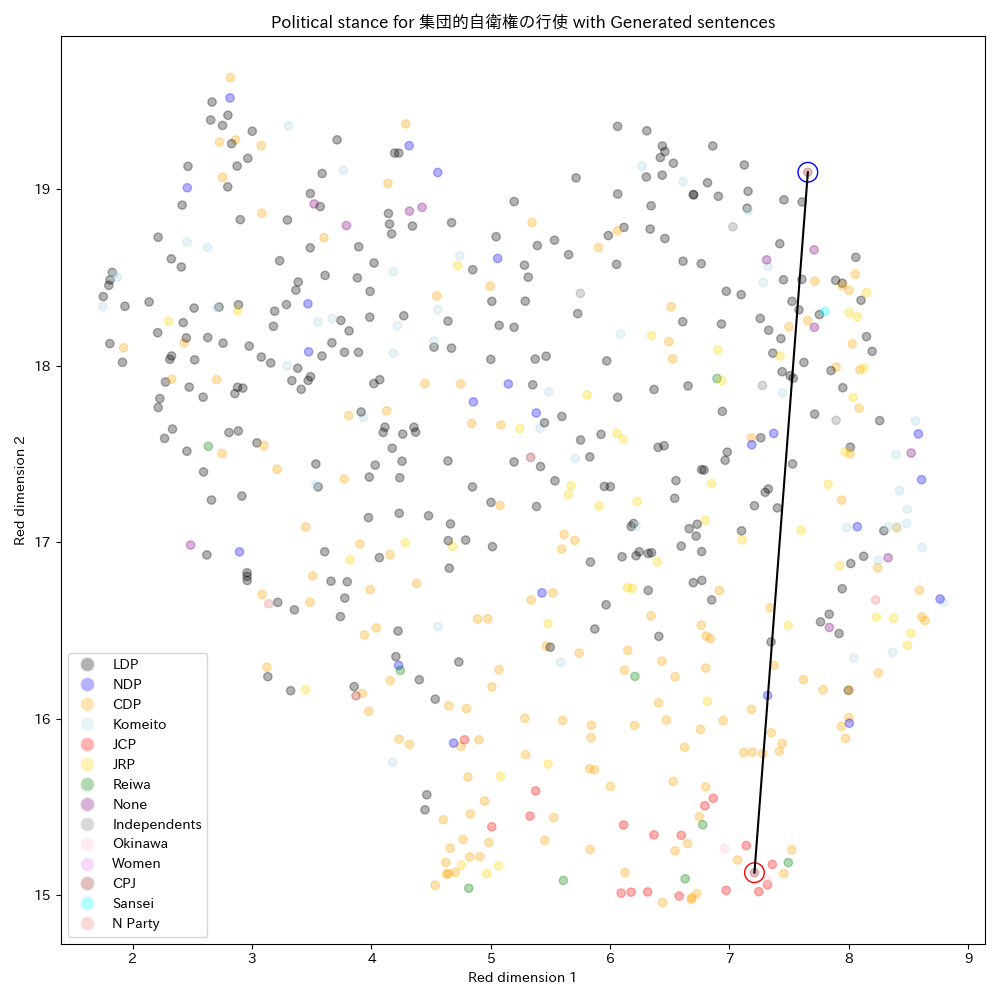 Political stance for 集団的自衛権の行使 with Generated sentences
19
18
17
16
15
Red dimension 2
LDP
NDP
CDP
Komeito
JCP
JRP
Reiwa
None
Independents
Okinawa
Women
CPJ
Sansei
N Party
2 3 4 5 6 7 8 9
Red dimension 1